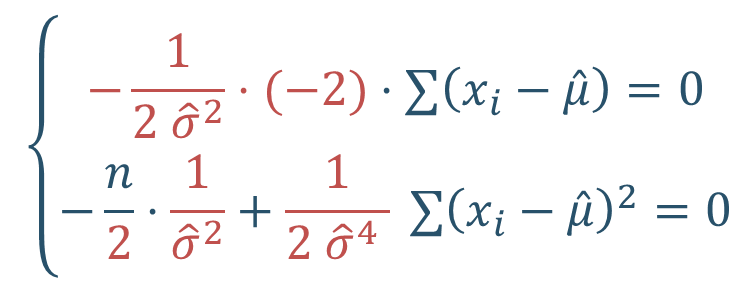 − 1/(2 σ̂²) · (−2) · ∑(xᵢ − μ̂) = 0
− n/2 · 1/σ̂² + 1/(2 σ̂⁴) ∑(xᵢ − μ̂)² = 0